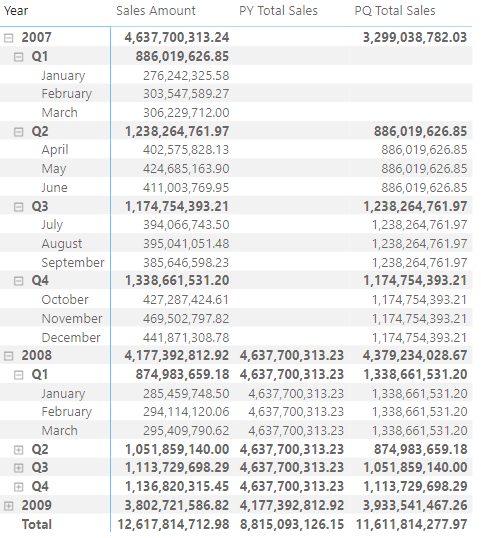 Year Sales Amount PY Total Sales PQ Total Sales
2007 4,637,700,313.24 3,299,038,782.03
Q1 886,019,626.85
January 276,242,325.58
February 303,547,589.27
March 306,229,712.00
Q2 1,238,264,761.97 886,019,626.85
April 402,575,828.13 886,019,626.85
May 424,685,163.90 886,019,626.85
June 411,003,769.95 886,019,626.85
Q3 1,174,754,393.21 1,238,264,761.97
July 394,066,743.50 1,238,264,761.97
August 395,041,051.48 1,238,264,761.97
September 385,646,598.23 1,238,264,761.97
Q4 1,338,661,531.20 1,174,754,393.21
October 427,287,424.61 1,174,754,393.21
November 469,502,797.82 1,174,754,393.21
December 441,871,308.78 1,174,754,393.21
2008 4,177,392,812.92 4,637,700,313.23 4,379,234,028.67
Q1 874,983,659.18 4,637,700,313.23 1,338,661,531.20
January 285,459,748.50 4,637,700,313.23 1,338,661,531.20
February 294,114,120.06 4,637,700,313.23 1,338,661,531.20
March 295,409,790.62 4,637,700,313.23 1,338,661,531.20
Q2 1,051,859,140.00 4,637,700,313.23 874,983,659.18
Q3 1,113,729,698.29 4,637,700,313.23 1,051,859,140.00
Q4 1,136,820,315.45 4,637,700,313.23 1,113,729,698.29
2009 3,802,721,586.82 4,177,392,812.92 3,933,541,467.26
Total 12,617,814,712.98 8,815,093,126.15 11,611,814,277.97